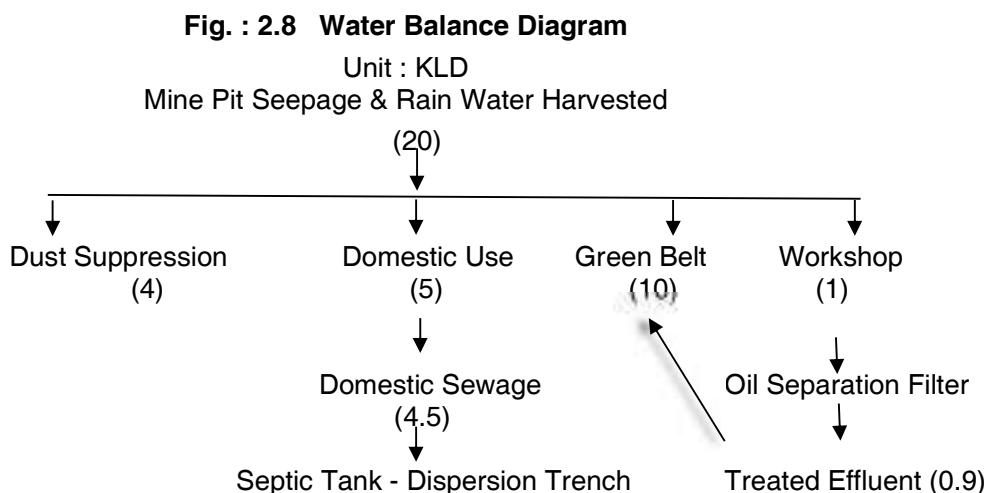 Fig. : 2.8 Water Balance Diagram
Unit : KLD
Mine Pit Seepage & Rain Water Harvested
(20)
Dust Suppression Domestic Use Green Belt Workshop
(4) (5) (10) (1)
Domestic Sewage Oil Separation Filter
(4.5)
Septic Tank - Dispersion Trench Treated Effluent (0.9)